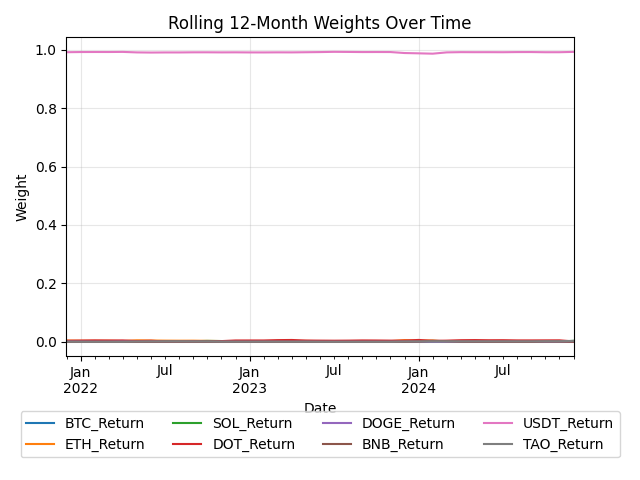 Rolling 12-Month Weights Over Time
Weight
1.0
0.8
0.6
0.4
0.2
0.0
Jan Jul Jan Jul Jan Jul
2022 2023 2024
Date
BTC_Return SOL_Return DOGE_Return USDT_Return
ETH_Return DOT_Return BNB_Return TAO_Return